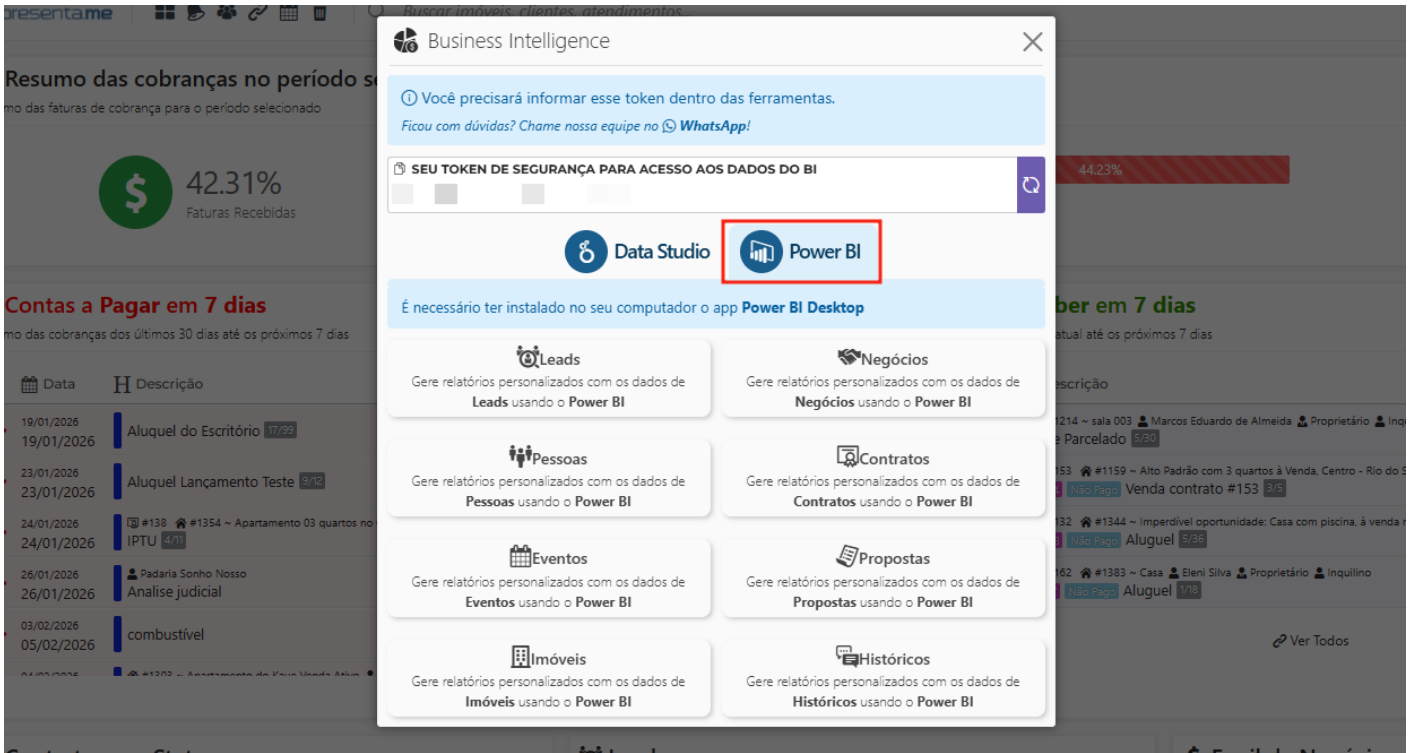 presenta.me
Buscar imóveis, clientes, atendimentos...
Business Intelligence
Você precisará informar esse token dentro das ferramentas.
Ficou com dúvidas? Chame nossa equipe no WhatsApp!
SEU TOKEN DE SEGURANÇA PARA ACESSO AOS DADOS DO BI
Data Studio
Power BI
É necessário ter instalado no seu computador o app Power BI Desktop
Leads
Gere relatórios personalizados com os dados de
Leads usando o Power BI
Negócios
Gere relatórios personalizados com os dados de
Negócios usando o Power BI
Pessoas
Gere relatórios personalizados com os dados de
Pessoas usando o Power BI
Contratos
Gere relatórios personalizados com os dados de
Contratos usando o Power BI
Eventos
Gere relatórios personalizados com os dados de
Eventos usando o Power BI
Propostas
Gere relatórios personalizados com os dados de
Propostas usando o Power BI
Imóveis
Gere relatórios personalizados com os dados de
Imóveis usando o Power BI
Históricos
Gere relatórios personalizados com os dados de
Históricos usando o Power BI
Resumo das cobranças no período
mo das faturas de cobrança para o período selecionado
42.31%
Faturas Recebidas
44.23%
Contas a Pagar em 7 dias
mo das cobranças dos últimos 30 dias até os próximos 7 dias
Data
Descrição
19/01/2026
19/01/2026
Aluguel do Escritório 17/99
23/01/2026
23/01/2026
Aluguel Lançamento Teste 9/12
24/01/2026
24/01/2026
#138 #1354 ~ Apartamento 03 quartos no
IPTU 4/11
26/01/2026
26/01/2026
Padaria Sonho Nosso
Analise judicial
03/02/2026
05/02/2026
combustível
ber em 7 dias
atual até os próximos 7 dias
escrição
1214 ~ sala 003 Marcos Eduardo de Almeida Proprietário Inq
e Parcelado 5/30
153 #1159 ~ Alto Padrão com 3 quartos à Venda, Centro - Rio do S
Não Pago Venda contrato #153 3/5
132 #1344 ~ Imperdível oportunidade: Casa com piscina, à venda
Não Pago Aluguel 5/36
162 #1383 ~ Casa Eleni Silva Proprietário Inquilino
Não Pago Aluguel 1/18
Ver Todos